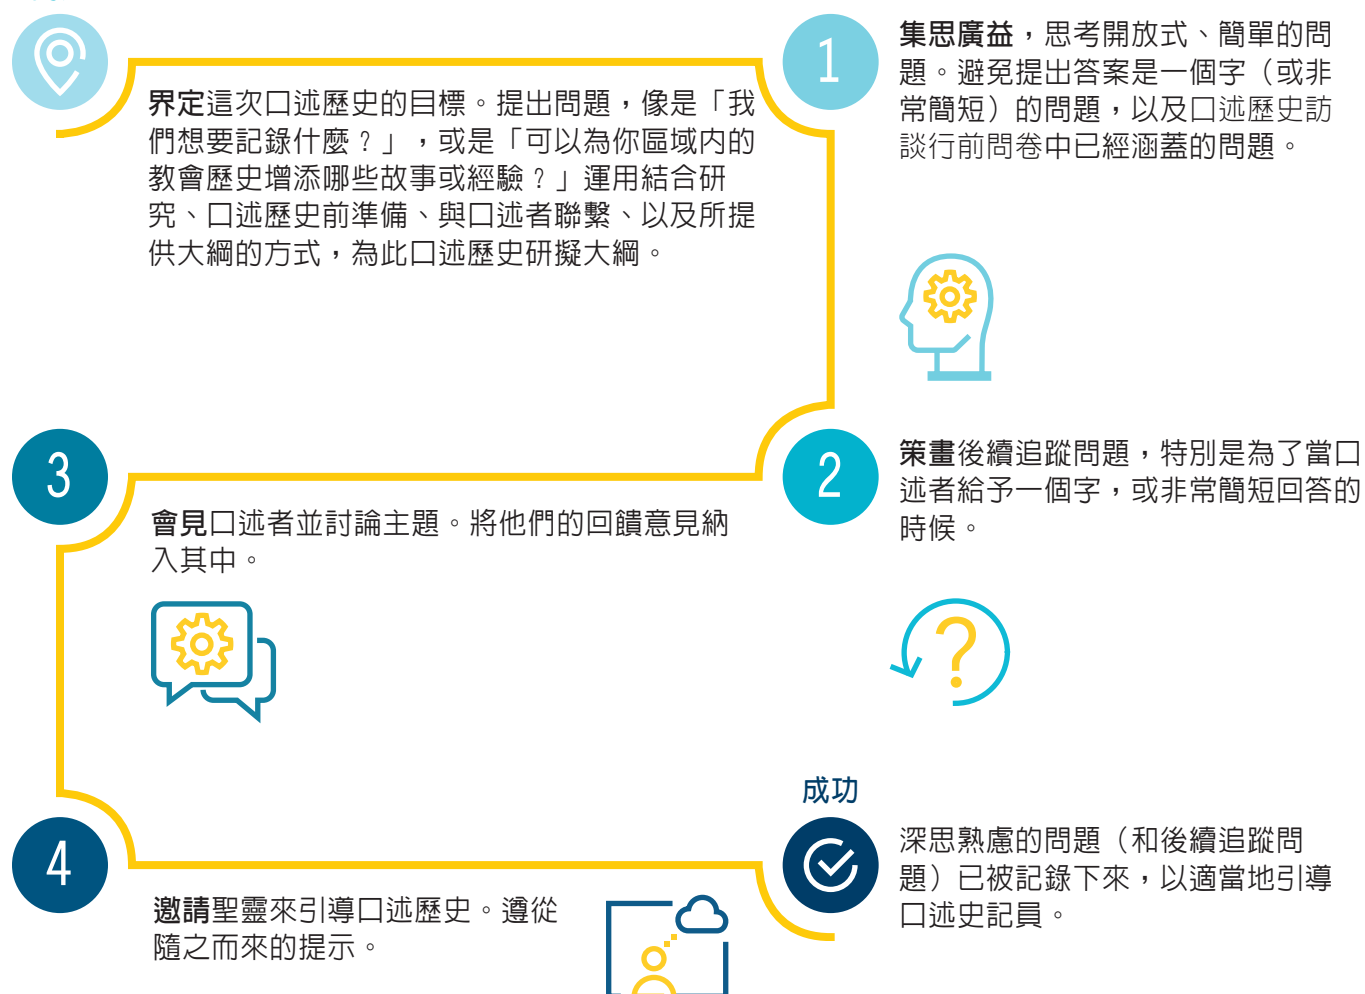 界定這次口述歷史的目標。提出問題，像是「我
們想要記錄什麼？」，或是「可以為你區域內的
教會歷史增添哪些故事或經驗？」運用結合研
究、口述歷史前準備、與口述者聯繫、以及所提
供大綱的方式，為此口述歷史研擬大綱。
1
集思廣益，思考開放式、簡單的問
題。避免提出答案是一個字（或非
常簡短）的問題，以及口述歷史訪
談行前問卷中已經涵蓋的問題。
2
策畫後續追蹤問題，特別是為了當口
述者給予一個字，或非常簡短回答的
時候。
3
會見口述者並討論主題。將他們的回饋意見納
入其中。
4
邀請聖靈來引導口述歷史。遵從
隨之而來的提示。
成功
深思熟慮的問題（和後續追蹤問
題）已被記錄下來，以適當地引導
口述史記員。